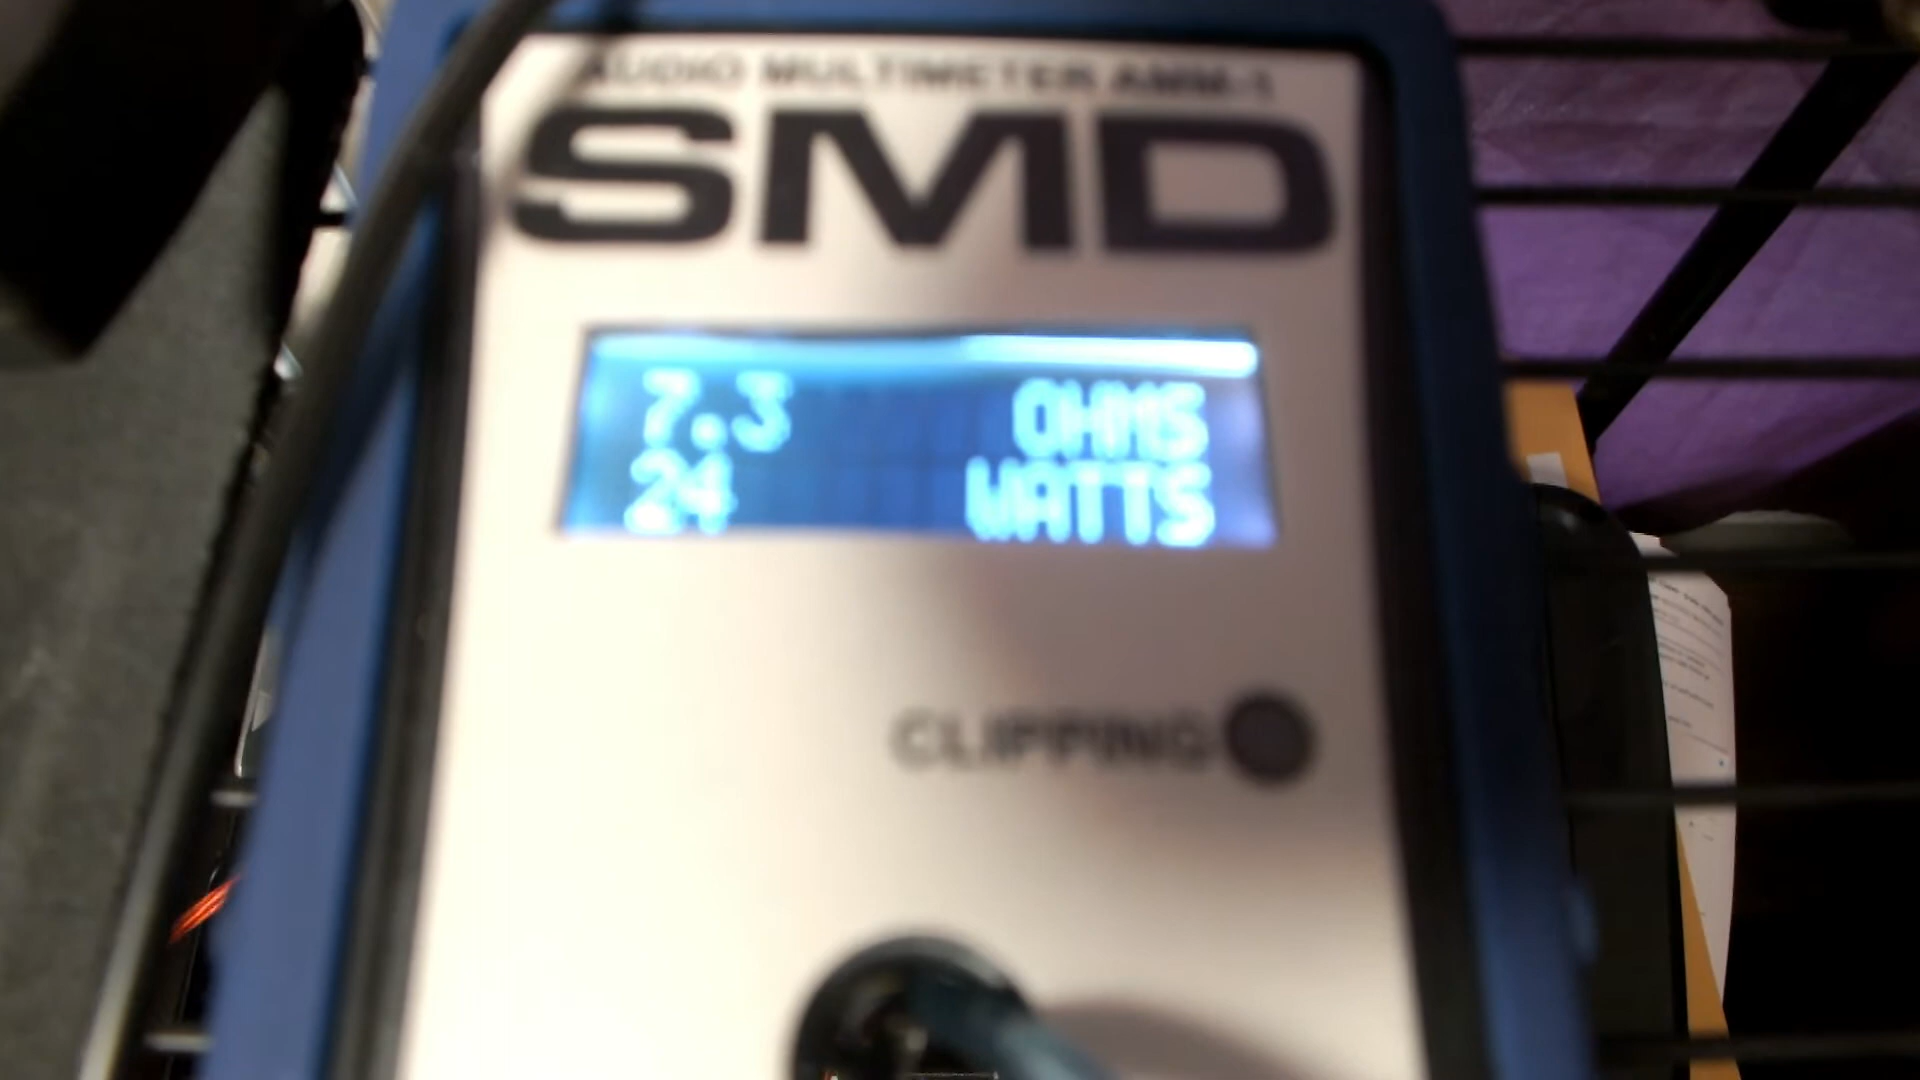 AUDIO MULTIMETER AMM-1
SMD
7.3 OHMS
24 WATTS
CLIPPING